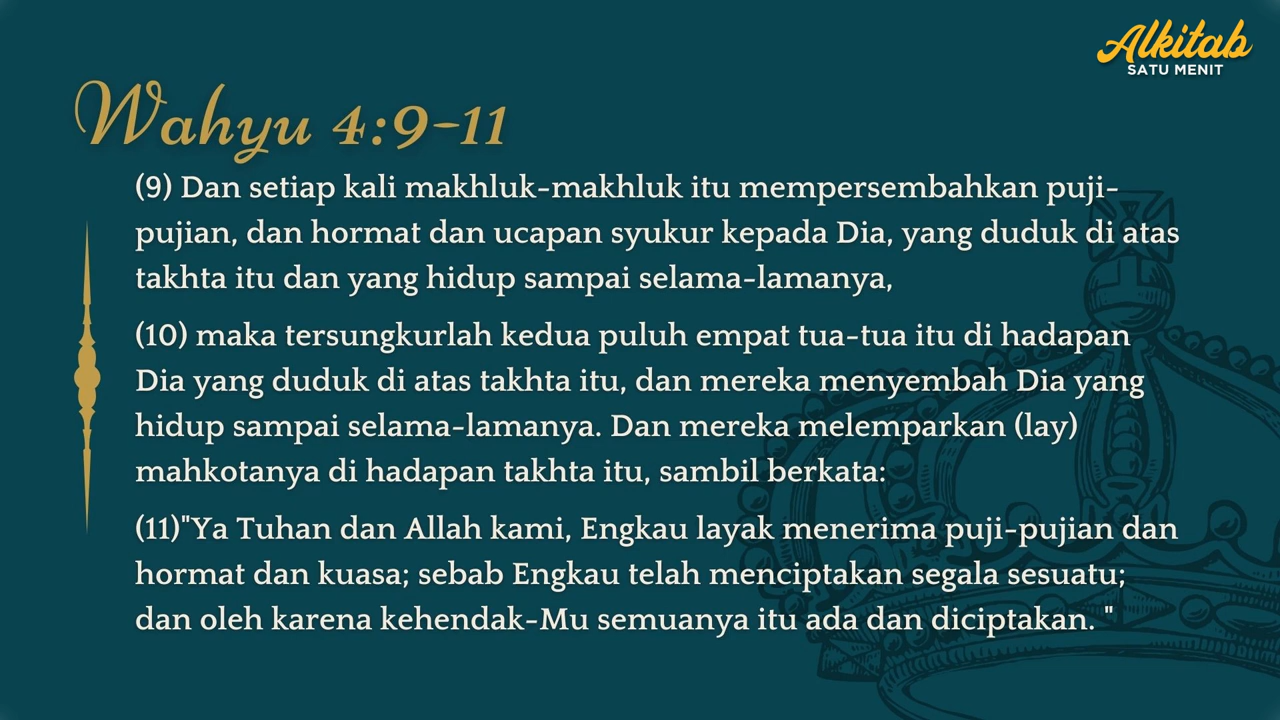 Alkitab
SATU MENIT
Wahyu 4:9-11
(9) Dan setiap kali makhluk-makhluk itu mempersembahkan puji-
pujian, dan hormat dan ucapan syukur kepada Dia, yang duduk di atas
takhta itu dan yang hidup sampai selama-lamanya,
(10) maka tersungkurlah kedua puluh empat tua-tua itu di hadapan
Dia yang duduk di atas takhta itu, dan mereka menyembah Dia yang
hidup sampai selama-lamanya. Dan mereka melemparkan (lay)
mahkotanya di hadapan takhta itu, sambil berkata:
(11)"Ya Tuhan dan Allah kami, Engkau layak menerima puji-pujian dan
hormat dan kuasa; sebab Engkau telah menciptakan segala sesuatu;
dan oleh karena kehendak-Mu semuanya itu ada dan diciptakan. "